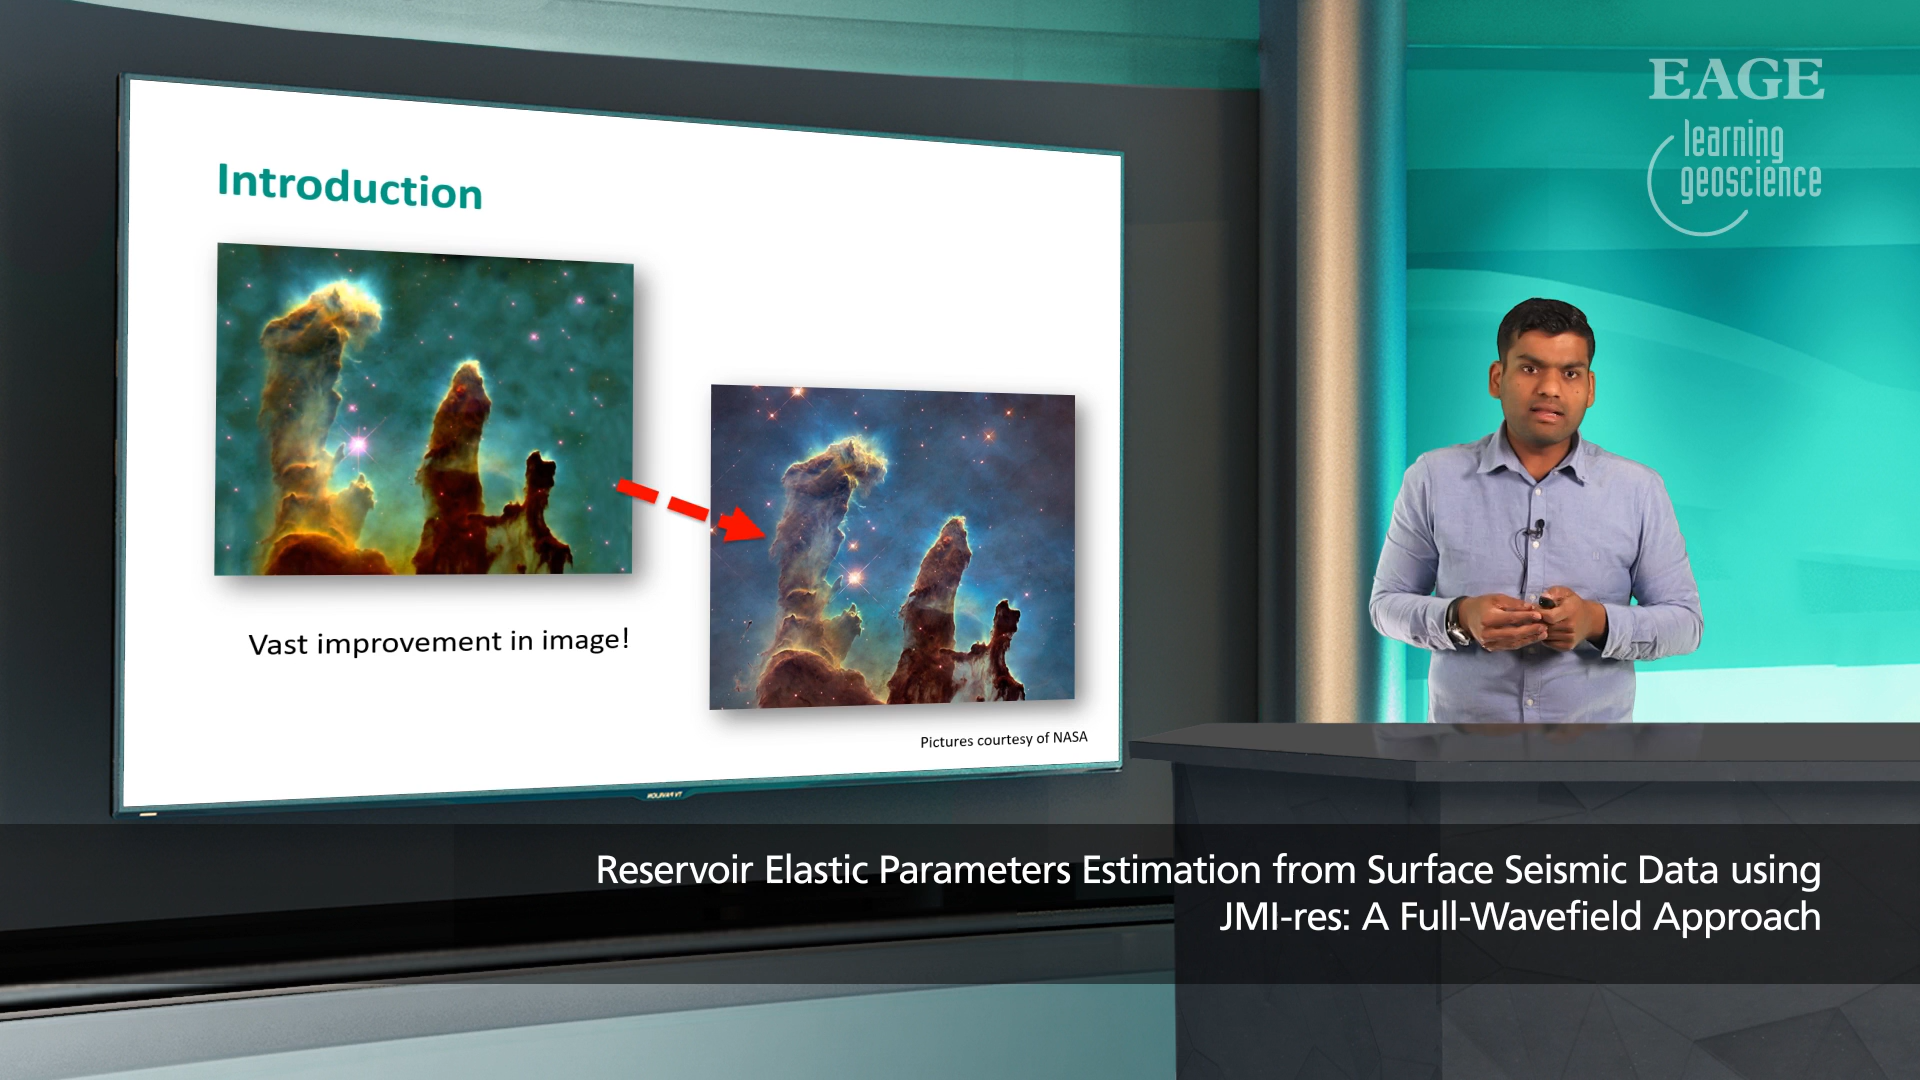 EAGE
learning
geoscience
Introduction
Vast improvement in image!
Pictures courtesy of NASA
Reservoir Elastic Parameters Estimation from Surface Seismic Data using
JMI-res: A Full-Wavefield Approach